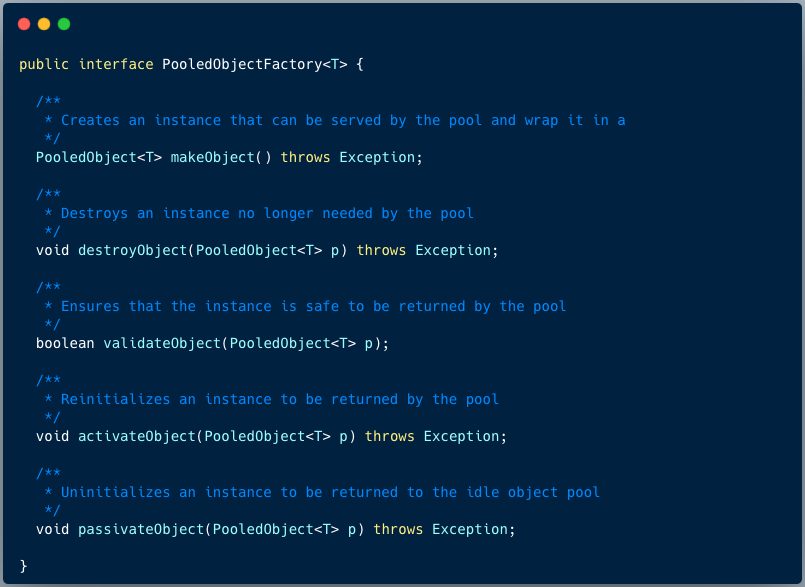 public interface PooledObjectFactory<T> {
/**
* Creates an instance that can be served by the pool and wrap it in a
*/
PooledObject<T> makeObject() throws Exception;
/**
* Destroys an instance no longer needed by the pool
*/
void destroyObject(PooledObject<T> p) throws Exception;
/**
* Ensures that the instance is safe to be returned by the pool
*/
boolean validateObject(PooledObject<T> p);
/**
* Reinitializes an instance to be returned by the pool
*/
void activateObject(PooledObject<T> p) throws Exception;
/**
* Uninitializes an instance to be returned to the idle object pool
*/
void passivateObject(PooledObject<T> p) throws Exception;
}